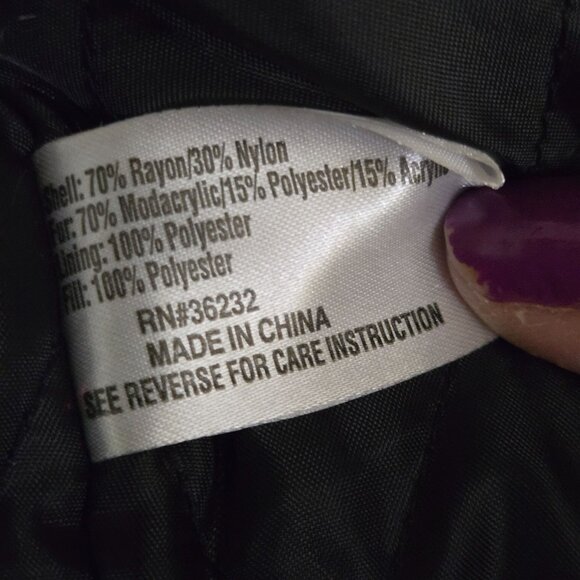 Shell: 70% Rayon/30% Nylon
Fur: 70% Modacrylic/15% Polyester/15% Acrylic
Lining: 100% Polyester
Fill: 100% Polyester
RN#36232
MADE IN CHINA
SEE REVERSE FOR CARE INSTRUCTION